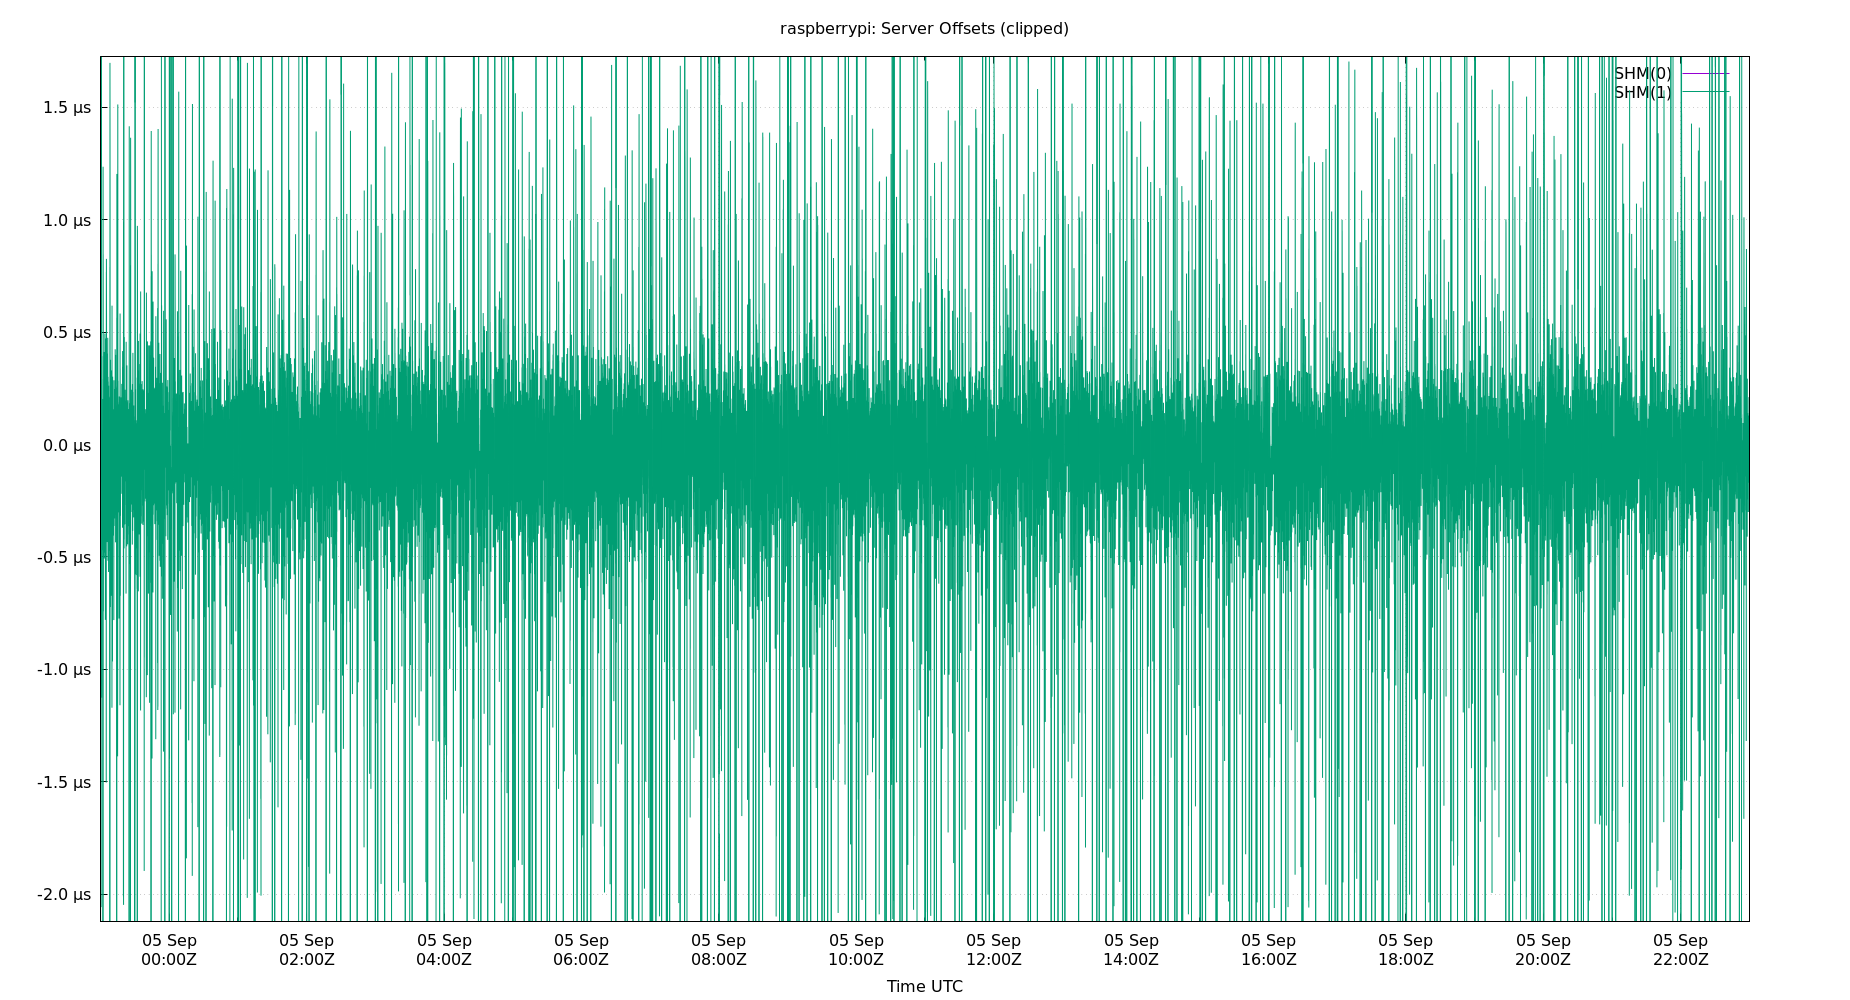 raspberrypi: Server Offsets (clipped)
SHM(0)
SHM(1)
1.5 µs
1.0 µs
0.5 µs
0.0 µs
-0.5 µs
-1.0 µs
-1.5 µs
-2.0 µs
05 Sep 05 Sep 05 Sep 05 Sep 05 Sep 05 Sep 05 Sep 05 Sep 05 Sep 05 Sep 05 Sep 05 Sep
00:00Z 02:00Z 04:00Z 06:00Z 08:00Z 10:00Z 12:00Z 14:00Z 16:00Z 18:00Z 20:00Z 22:00Z
Time UTC